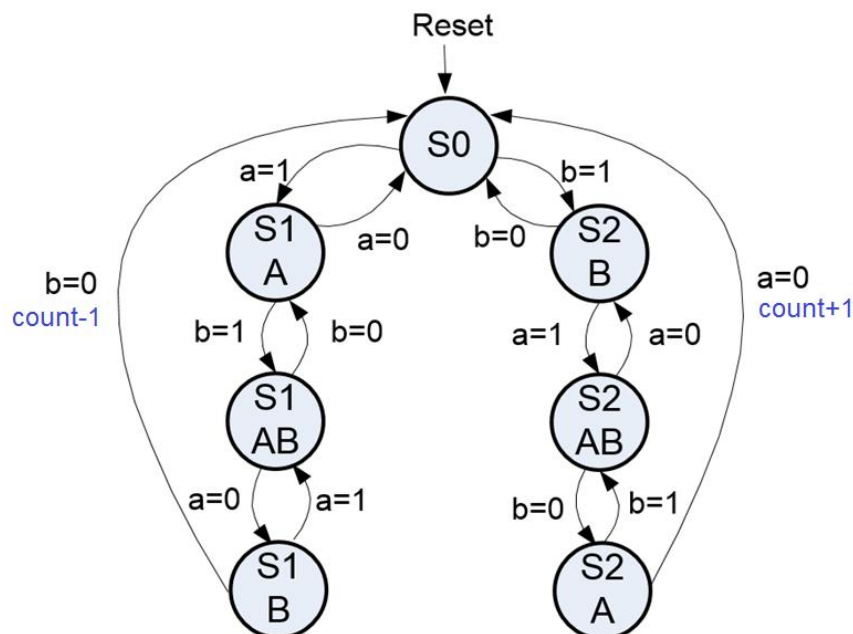 Reset
S0
a=1
b=1
S1
A
a=0
b=0
S2
B
b=0
count-1
a=0
count+1
b=1
b=0
a=1
a=0
S1
AB
S2
AB
a=0
a=1
b=0
b=1
S1
B
S2
A